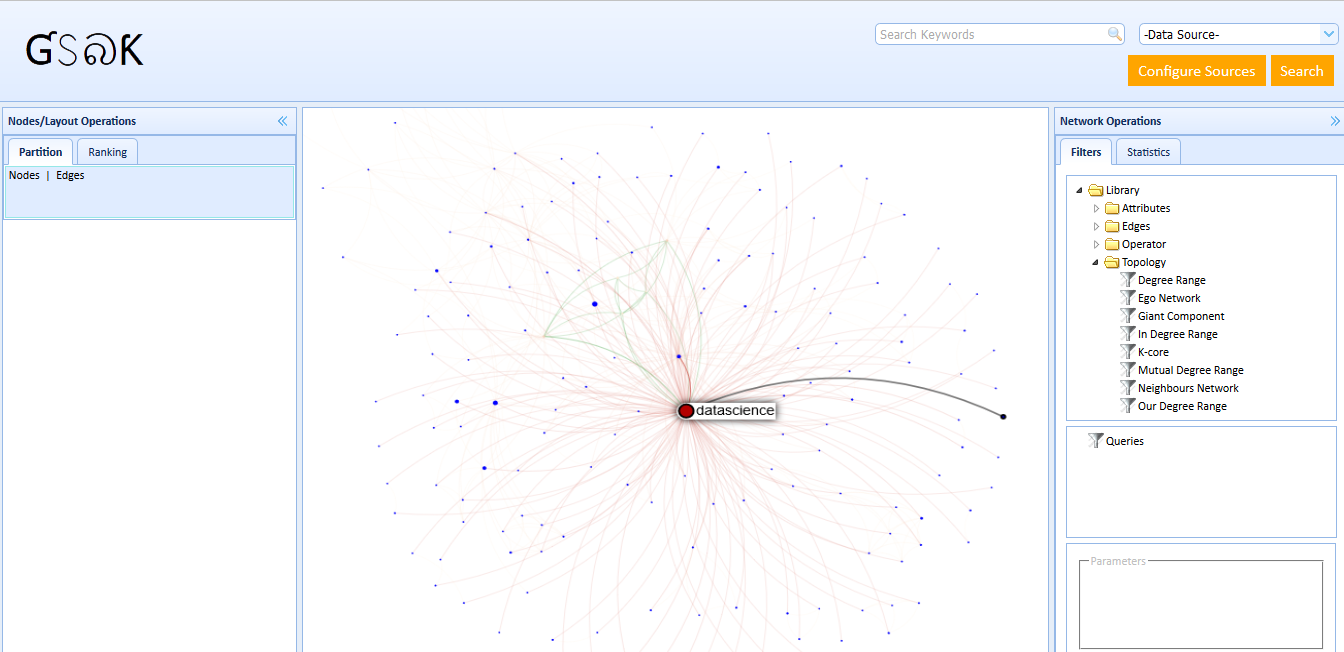 Search Keywords
-Data Source-
Configure Sources
Search
Nodes/Layout Operations
Partition
Ranking
Nodes | Edges
datascience
Network Operations
Filters
Statistics
Library
Attributes
Edges
Operator
Topology
Degree Range
Ego Network
Giant Component
In Degree Range
K-core
Mutual Degree Range
Neighbours Network
Our Degree Range
Queries
Parameters